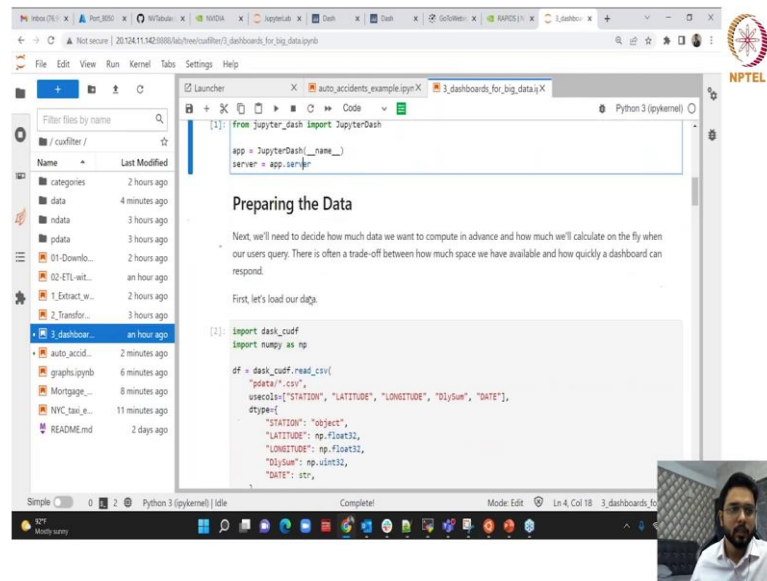 Inbox (76
Port_8050
NVTabula
NVIDIA
JupyterLab
Dash
Dash
GoToWebin
RAPIDS | N
3_dashboa
Not secure | 20.124.11.142:8888/lab/tree/cuxfilter/3_dashboards_for_big_data.ipynb
File Edit View Run Kernel Tabs Settings Help
NPTEL
Launcher
auto_accidents_example.ipyn
3_dashboards_for_big_data.i
Code
Python 3 (ipykernel)
Filter files by name
/ cuxfilter /
Name Last Modified
categories 2 hours ago
data 4 minutes ago
ndata 3 hours ago
pdata 3 hours ago
01-Downlo... 2 hours ago
02-ETL-wit... an hour ago
1_Extract_w... 2 hours ago
2_Transfor... 3 hours ago
3_dashboar... an hour ago
auto_accid... 2 minutes ago
graphs.ipynb 6 minutes ago
Mortgage_... 8 minutes ago
NYC_taxi_e... 11 minutes ago
README.md 2 days ago
[1]: from jupyter_dash import JupyterDash
app = JupyterDash(__name__)
server = app.server
Preparing the Data
Next, we'll need to decide how much data we want to compute in advance and how much we'll calculate on the fly when
our users query. There is often a trade-off between how much space we have available and how quickly a dashboard can
respond.
First, let's load our data.
[2]: import dask_cudf
import numpy as np
df = dask_cudf.read_csv(
"pdata/*.csv",
usecols=["STATION", "LATITUDE", "LONGITUDE", "DlySum", "DATE"],
dtype={
"STATION": "object",
"LATITUDE": np.float32,
"LONGITUDE": np.float32,
"DlySum": np.uint32,
"DATE": str,
Simple 0 2 Python 3 (ipykernel) | Idle Complete! Mode: Edit Ln 4, Col 18 3_dashboards_fo
92°F
Mostly sunny